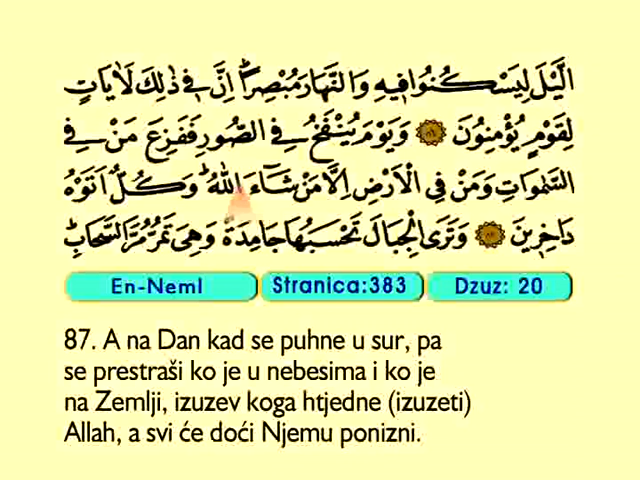 الَّيْلَ لِيَسْكُنُوا فِيهِ وَالنَّهَارَ مُبْصِرًا إِنَّ فِي ذَٰلِكَ لَآيَاتٍ
لِقَوْمٍ يُؤْمِنُونَ ﴿٨٦﴾ وَيَوْمَ يُنْفَخُ فِي الصُّورِ فَفَزِعَ مَنْ فِي
السَّمٰوَاتِ وَمَنْ فِي الْاَرْضِ اِلَّا مَنْ شَٓاءَ اللّٰهُ ۜ وَكُلٌّ اَتَوْهُ
دَاخِرِينَ ﴿٨٧﴾ وَتَرَى الْجِبَالَ تَحْسَبُهَا جَامِدَةً وَهِيَ تَمُرُّ مَرَّ السَّحَابِ ۜ
En-Neml Stranica:383 Dzuz: 20
87. A na Dan kad se puhne u sur, pa
se prestraši ko je u nebesima i ko je
na Zemlji, izuzev koga htjedne (izuzeti)
Allah, a svi će doći Njemu ponizni.